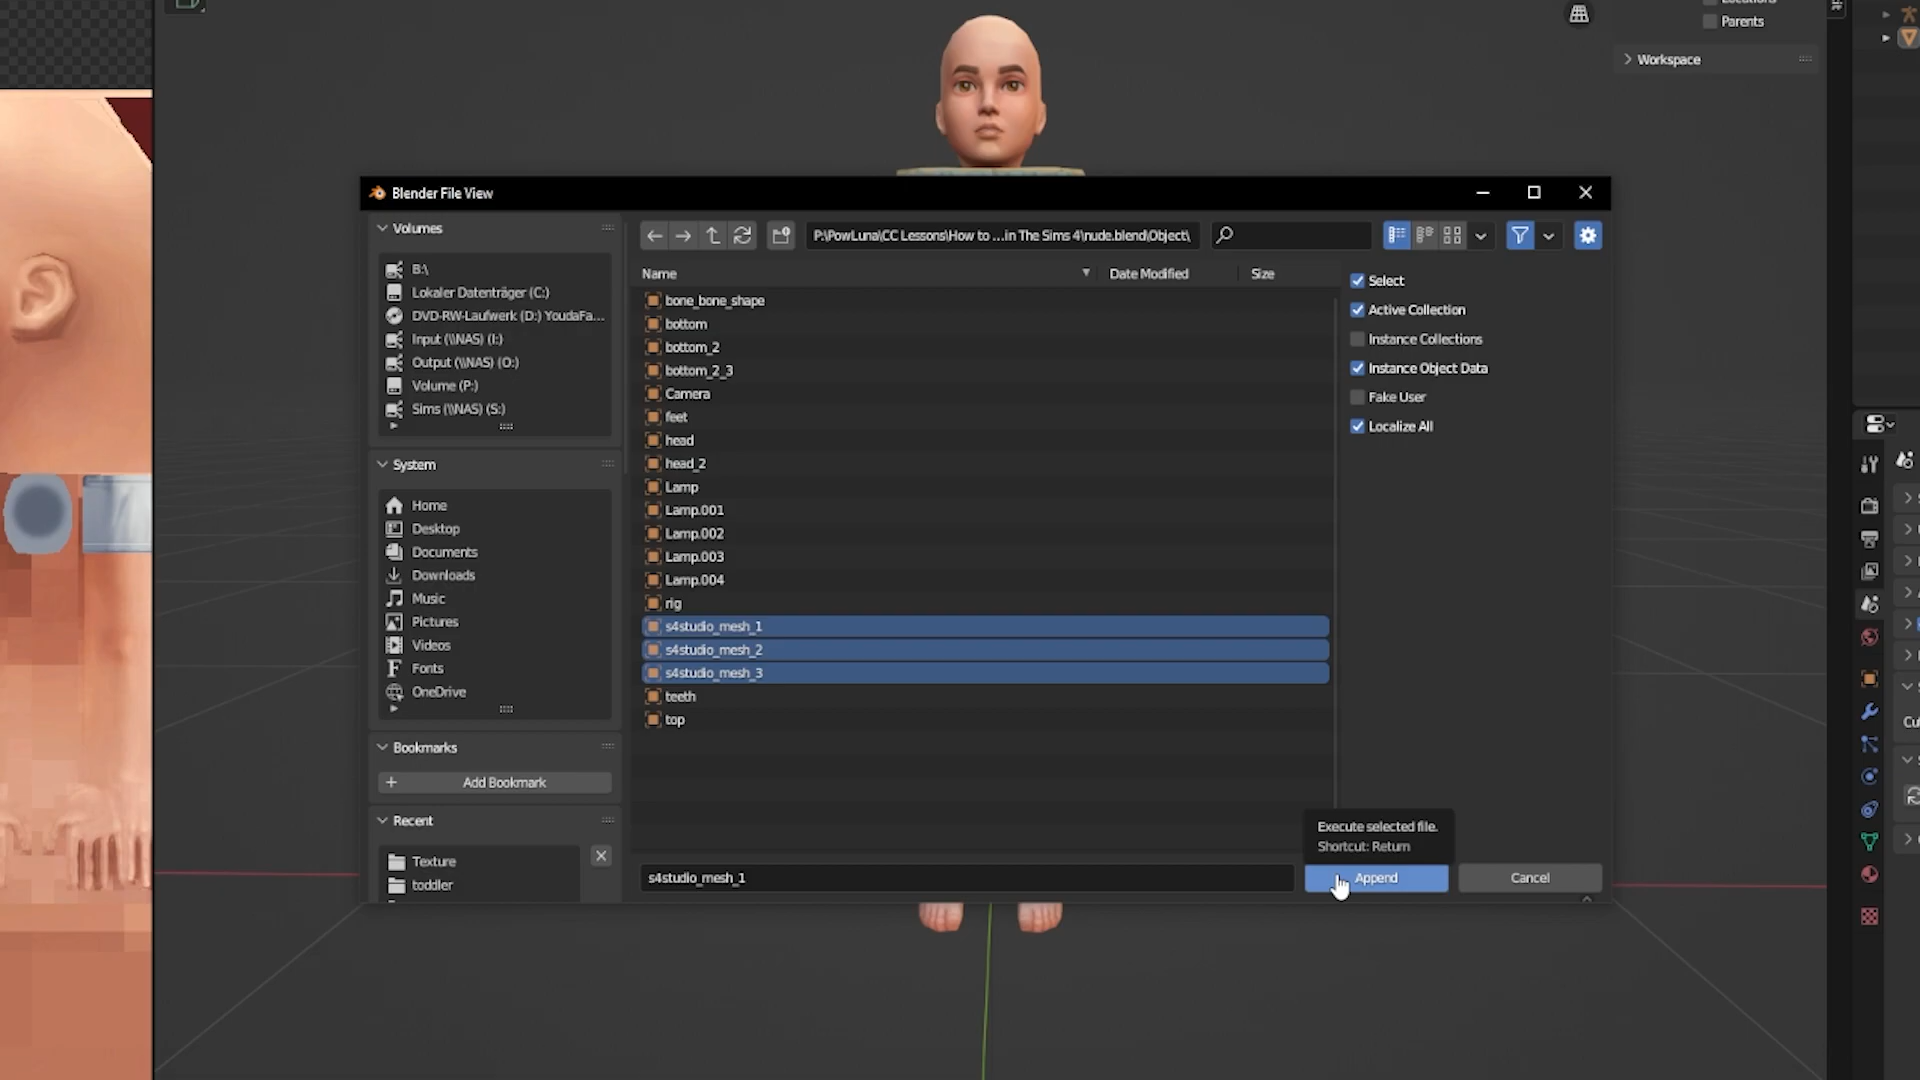 Parents
Workspace
Blender File View
Volumes
B:\
Lokaler Datenträger (C:)
DVD-RW-Laufwerk (D:) YoudaFa...
Input (\\NAS) (I:)
Output (\\NAS) (O:)
Volume (P:)
Sims (\\NAS) (S:)
System
Home
Desktop
Documents
Downloads
Music
Pictures
Videos
Fonts
OneDrive
Bookmarks
Add Bookmark
Recent
Texture
toddler
P:\PowLuna\CC Lessons\How to ...in The Sims 4\nude.blend\Object\
Name Date Modified Size
bone_bone_shape
bottom
bottom_2
bottom_2_3
Camera
feet
head
head_2
Lamp
Lamp.001
Lamp.002
Lamp.003
Lamp.004
rig
s4studio_mesh_1
s4studio_mesh_2
s4studio_mesh_3
teeth
top
Select
Active Collection
Instance Collections
Instance Object Data
Fake User
Localize All
Execute selected file.
Shortcut: Return
s4studio_mesh_1
Append
Cancel